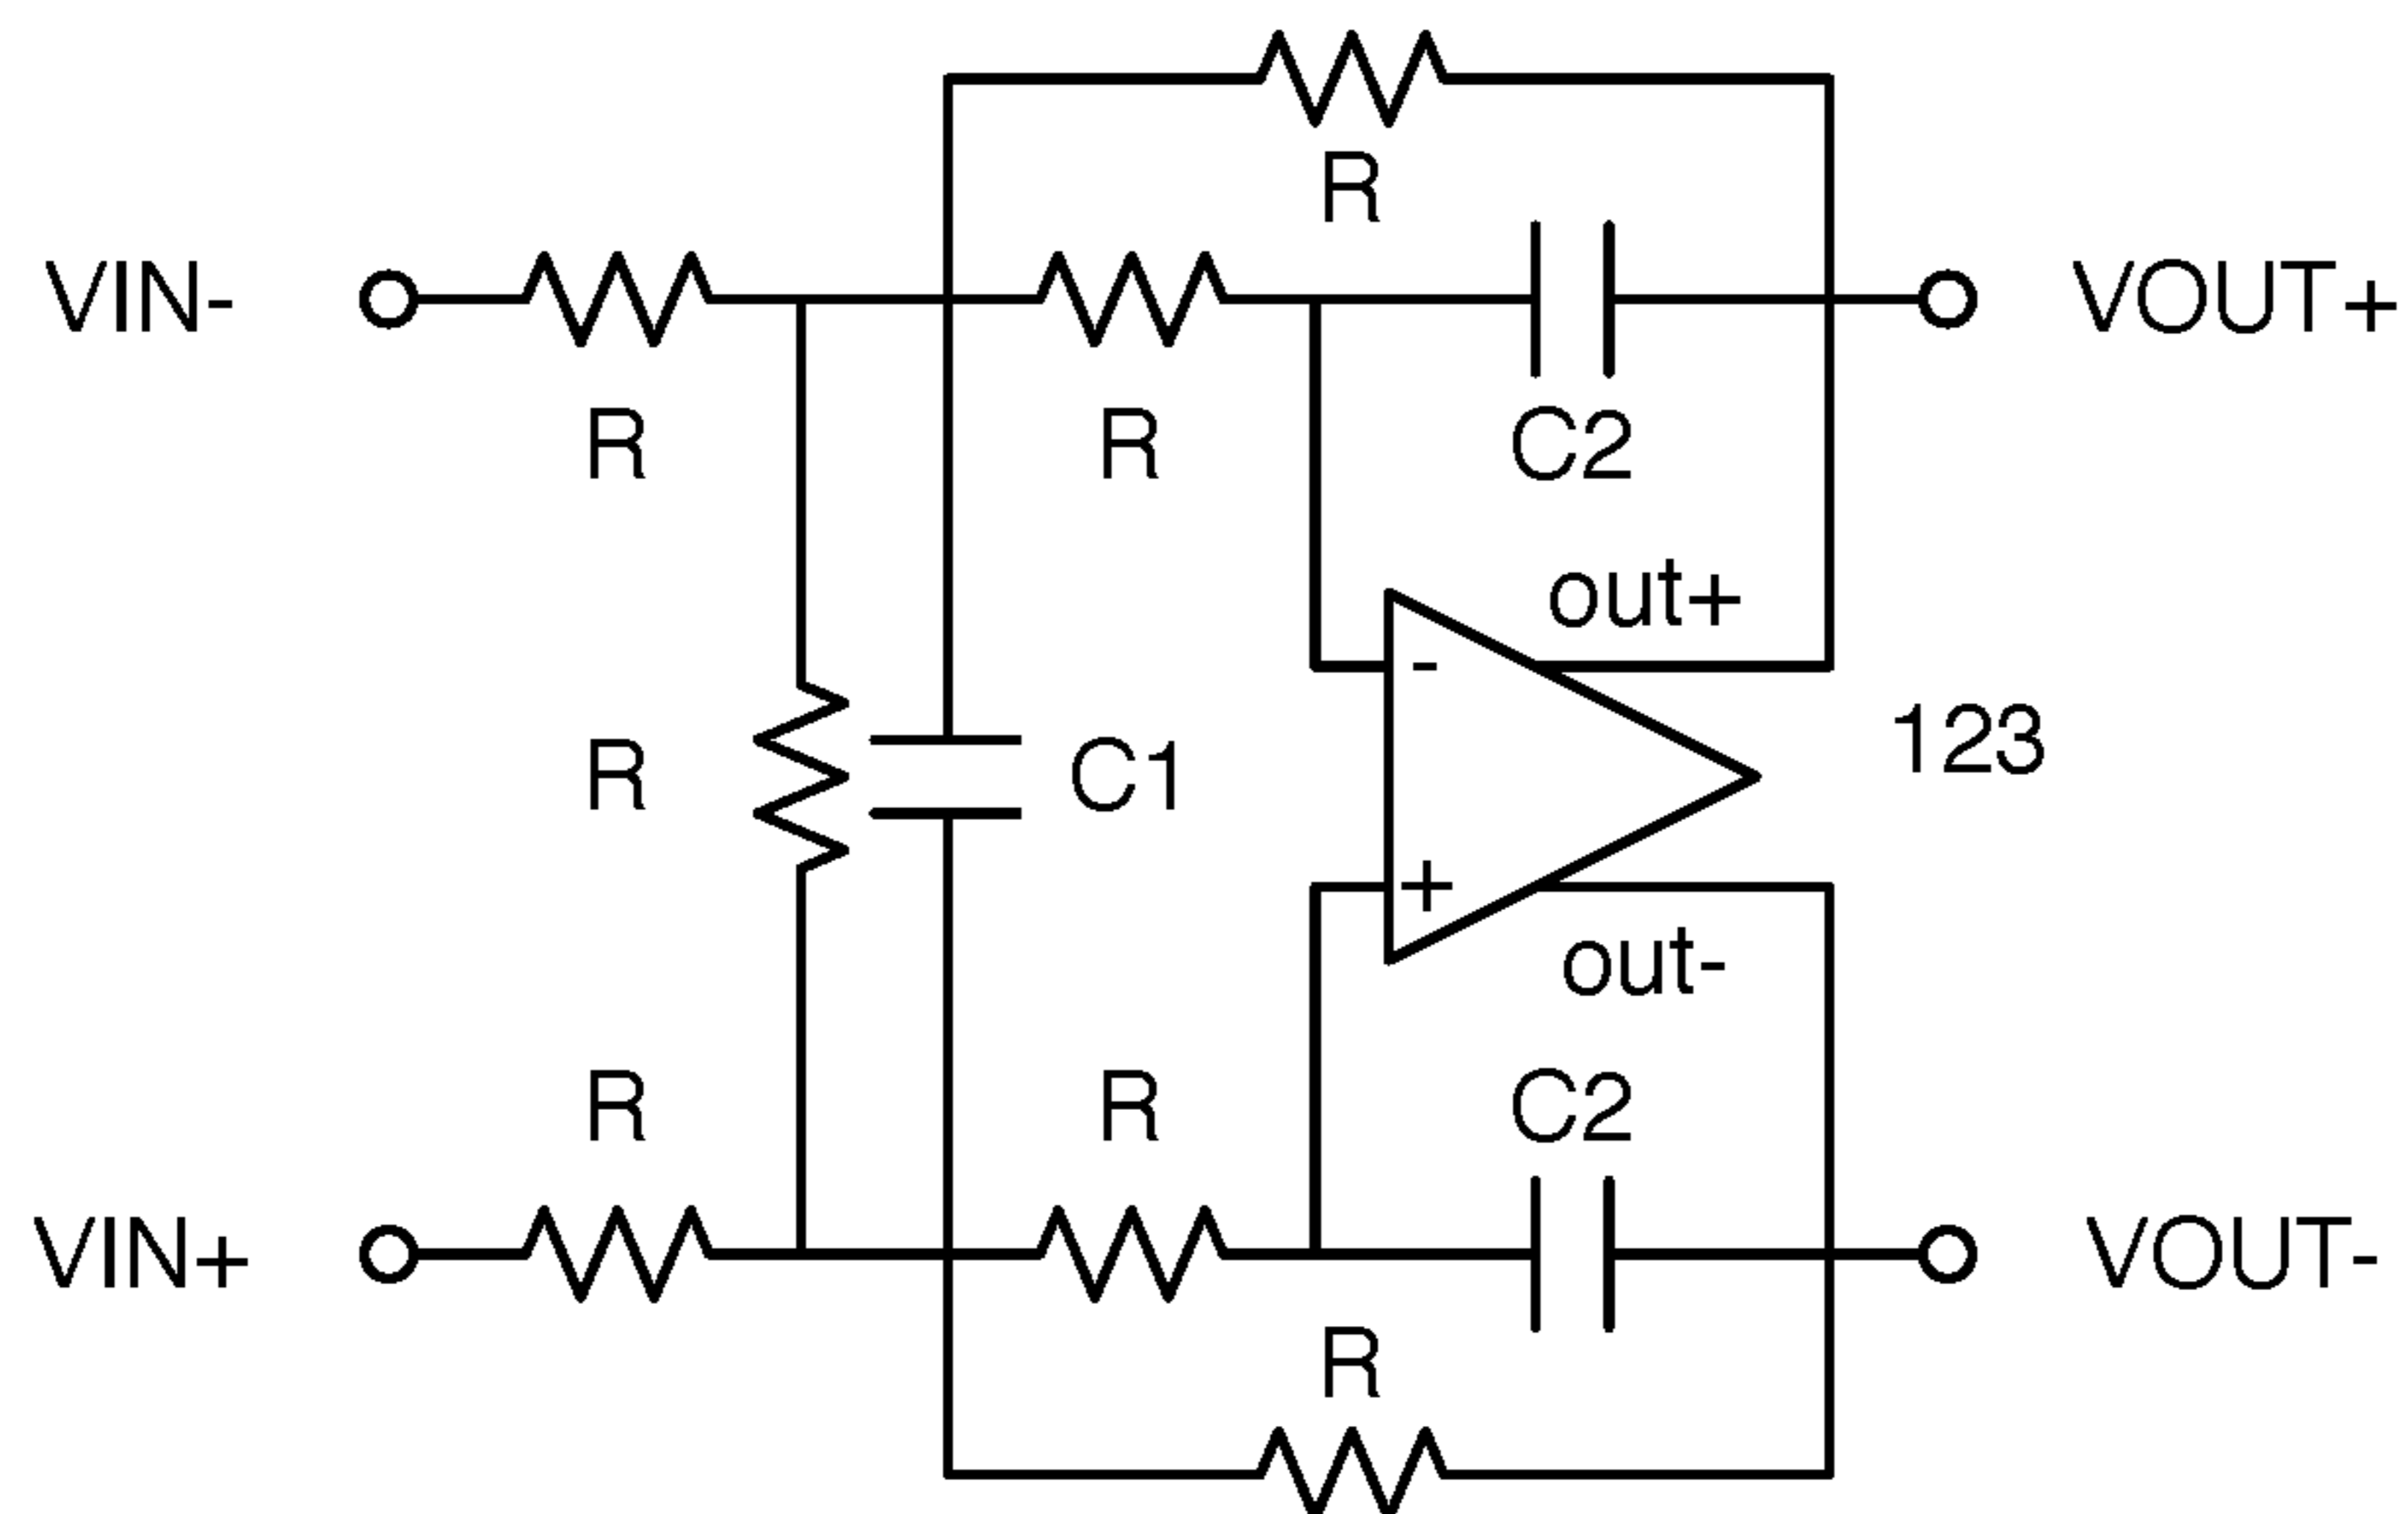 R
VIN-
VOUT+
R
R
C2
out+
123
R
C1
-
+
out-
R
R
C2
VIN+
VOUT-
R